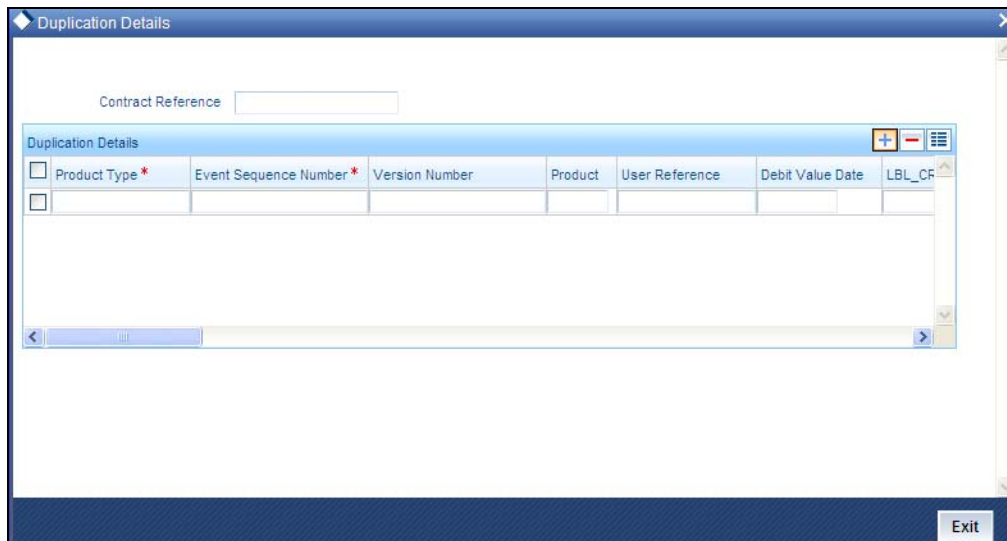 Duplication Details
Contract Reference
Duplication Details
Product Type * Event Sequence Number * Version Number Product User Reference Debit Value Date LBL_CR
Exit